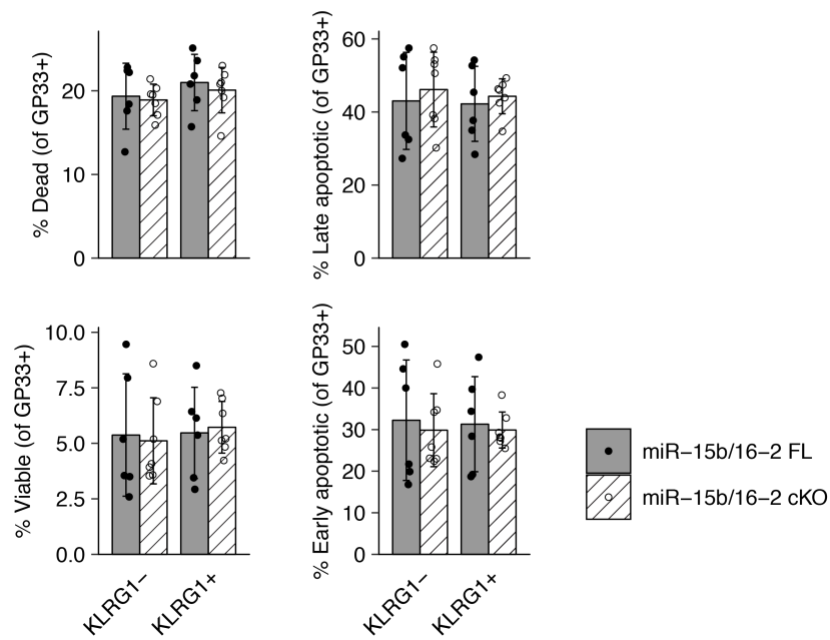 % Dead (of GP33+)
20
10
0
% Late apoptotic (of GP33+)
60
40
20
0
% Viable (of GP33+)
10.0
7.5
5.0
2.5
0.0
KLRG1−
KLRG1+
% Early apoptotic (of GP33+)
50
40
30
20
10
0
KLRG1−
KLRG1+
miR−15b/16−2 FL
miR−15b/16−2 cKO